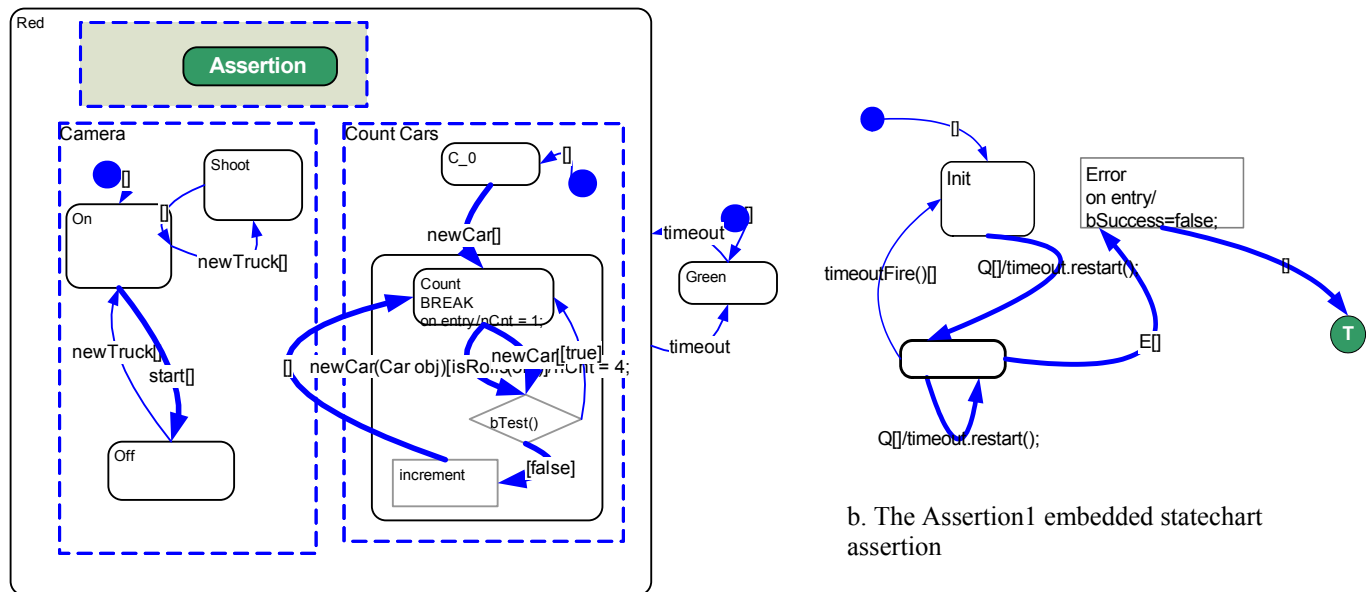 Red
Assertion
Camera
[]
On
Shoot
[]
newTruck[]
newTruck[]
start[]
Off
Count Cars
C_0
[]
newCar[]
Count
BREAK
on entry/nCnt = 1;
newCar
[true]
newCar(Car obj)[isRolls
= 4;
[]
bTest()
[false]
increment
timeout
[]
Green
timeout
[]
Init
Error
on entry/
bSuccess=false;
timeoutFire()[]
Q[]/timeout.restart();
[]
T
E[]
Q[]/timeout.restart();
b. The Assertion1 embedded statechart
assertion